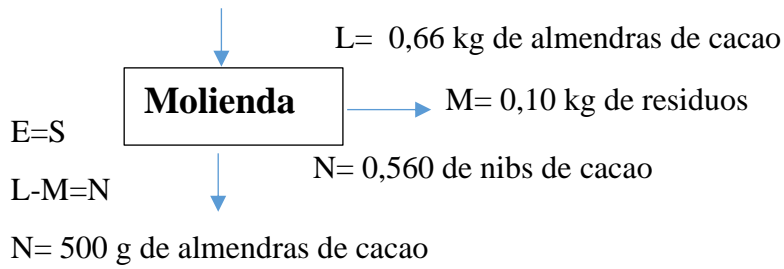 L= 0,66 kg de almendras de cacao
Molienda
M= 0,10 kg de residuos
E=S
N= 0,560 de nibs de cacao
L-M=N
N= 500 g de almendras de cacao